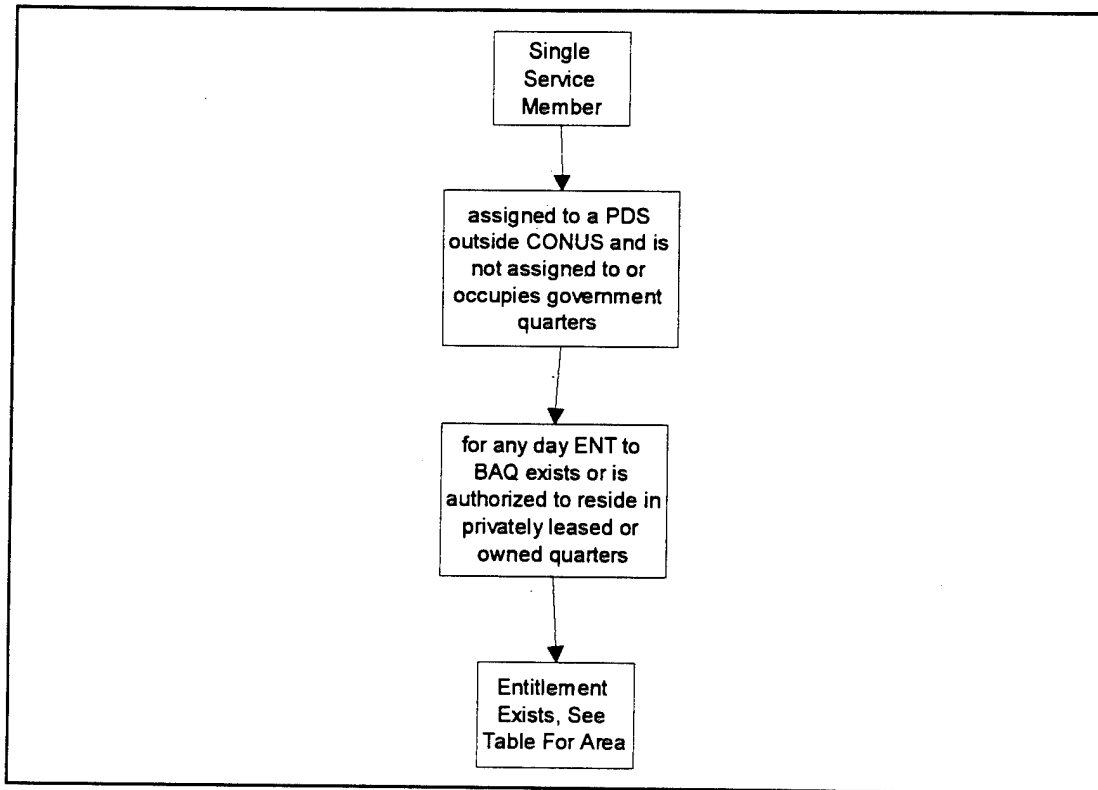 Single
Service
Member
assigned to a PDS
outside CONUS and is
not assigned to or
occupies government
quarters
for any day ENT to
BAQ exists or is
authorized to reside in
privately leased or
owned quarters
Entitlement
Exists, See
Table For Area